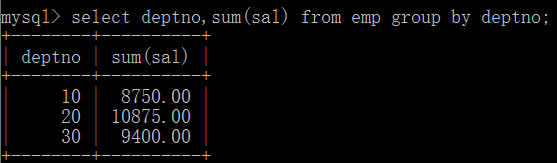 mysql> select deptno,sum(sal) from emp group by deptno;
+--------+----------+
| deptno | sum(sal) |
+--------+----------+
|     10 |  8750.00 |
|     20 | 10875.00 |
|     30 |  9400.00 |
+--------+----------+